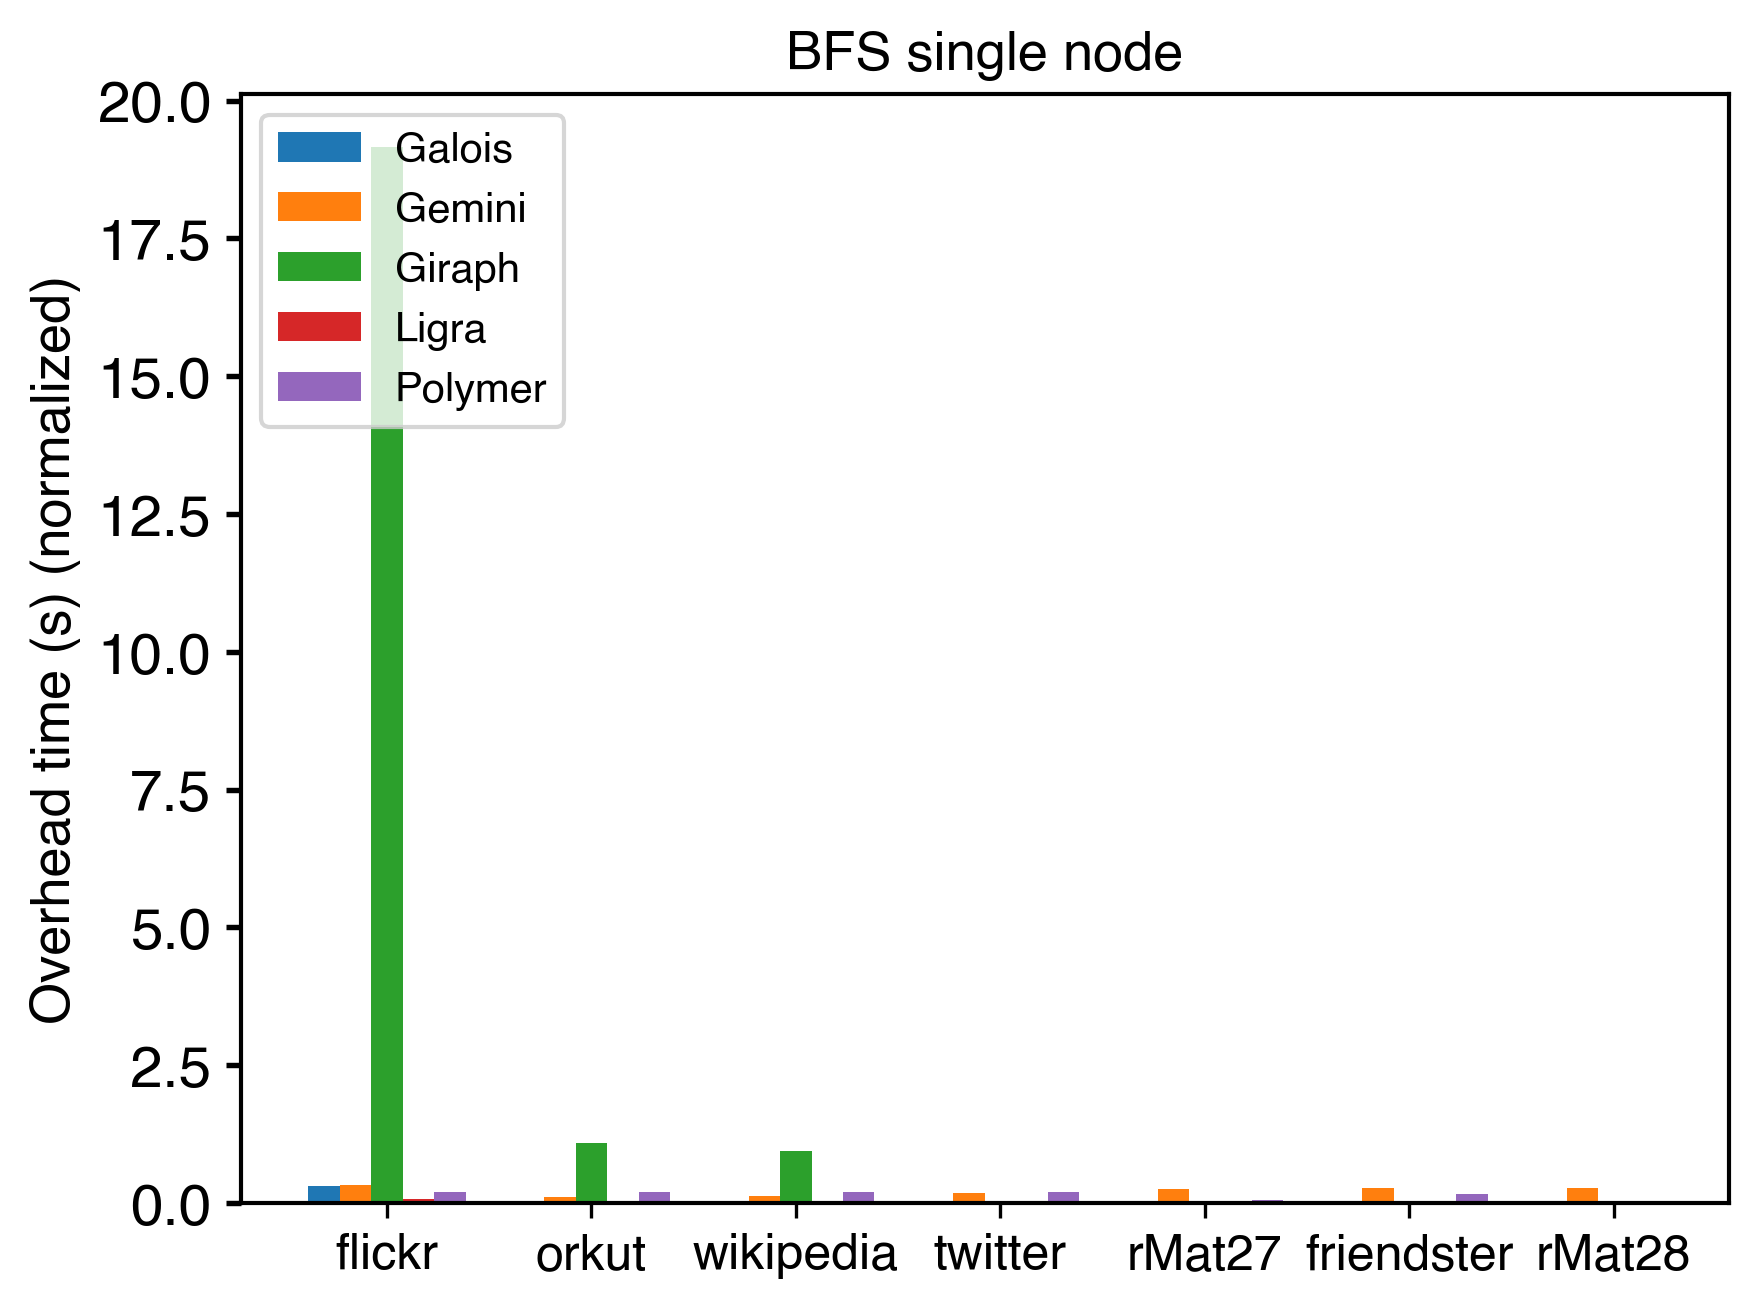 BFS single node
Overhead time (s) (normalized)
20.0
17.5
15.0
12.5
10.0
7.5
5.0
2.5
0.0
Galois
Gemini
Giraph
Ligra
Polymer
flickr orkut wikipedia twitter rMat27 friendster rMat28